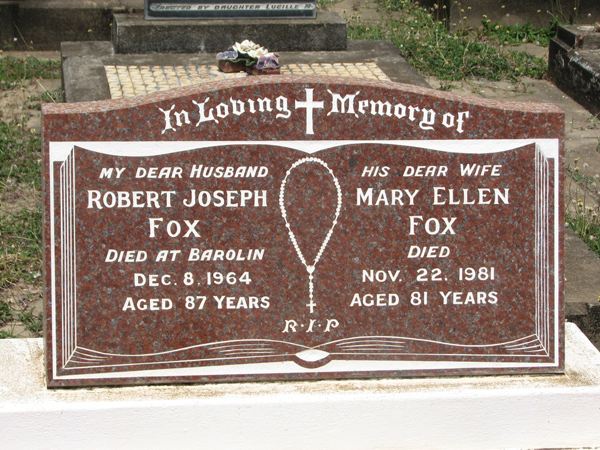 ERECTED BY DAUGHTER LUCILLE M.
In Loving Memory of
MY DEAR HUSBAND
ROBERT JOSEPH
FOX
DIED AT BAROLIN
DEC. 8. 1964
AGED 87 YEARS
HIS DEAR WIFE
MARY ELLEN
FOX
DIED
NOV. 22. 1981
AGED 81 YEARS
R.I.P